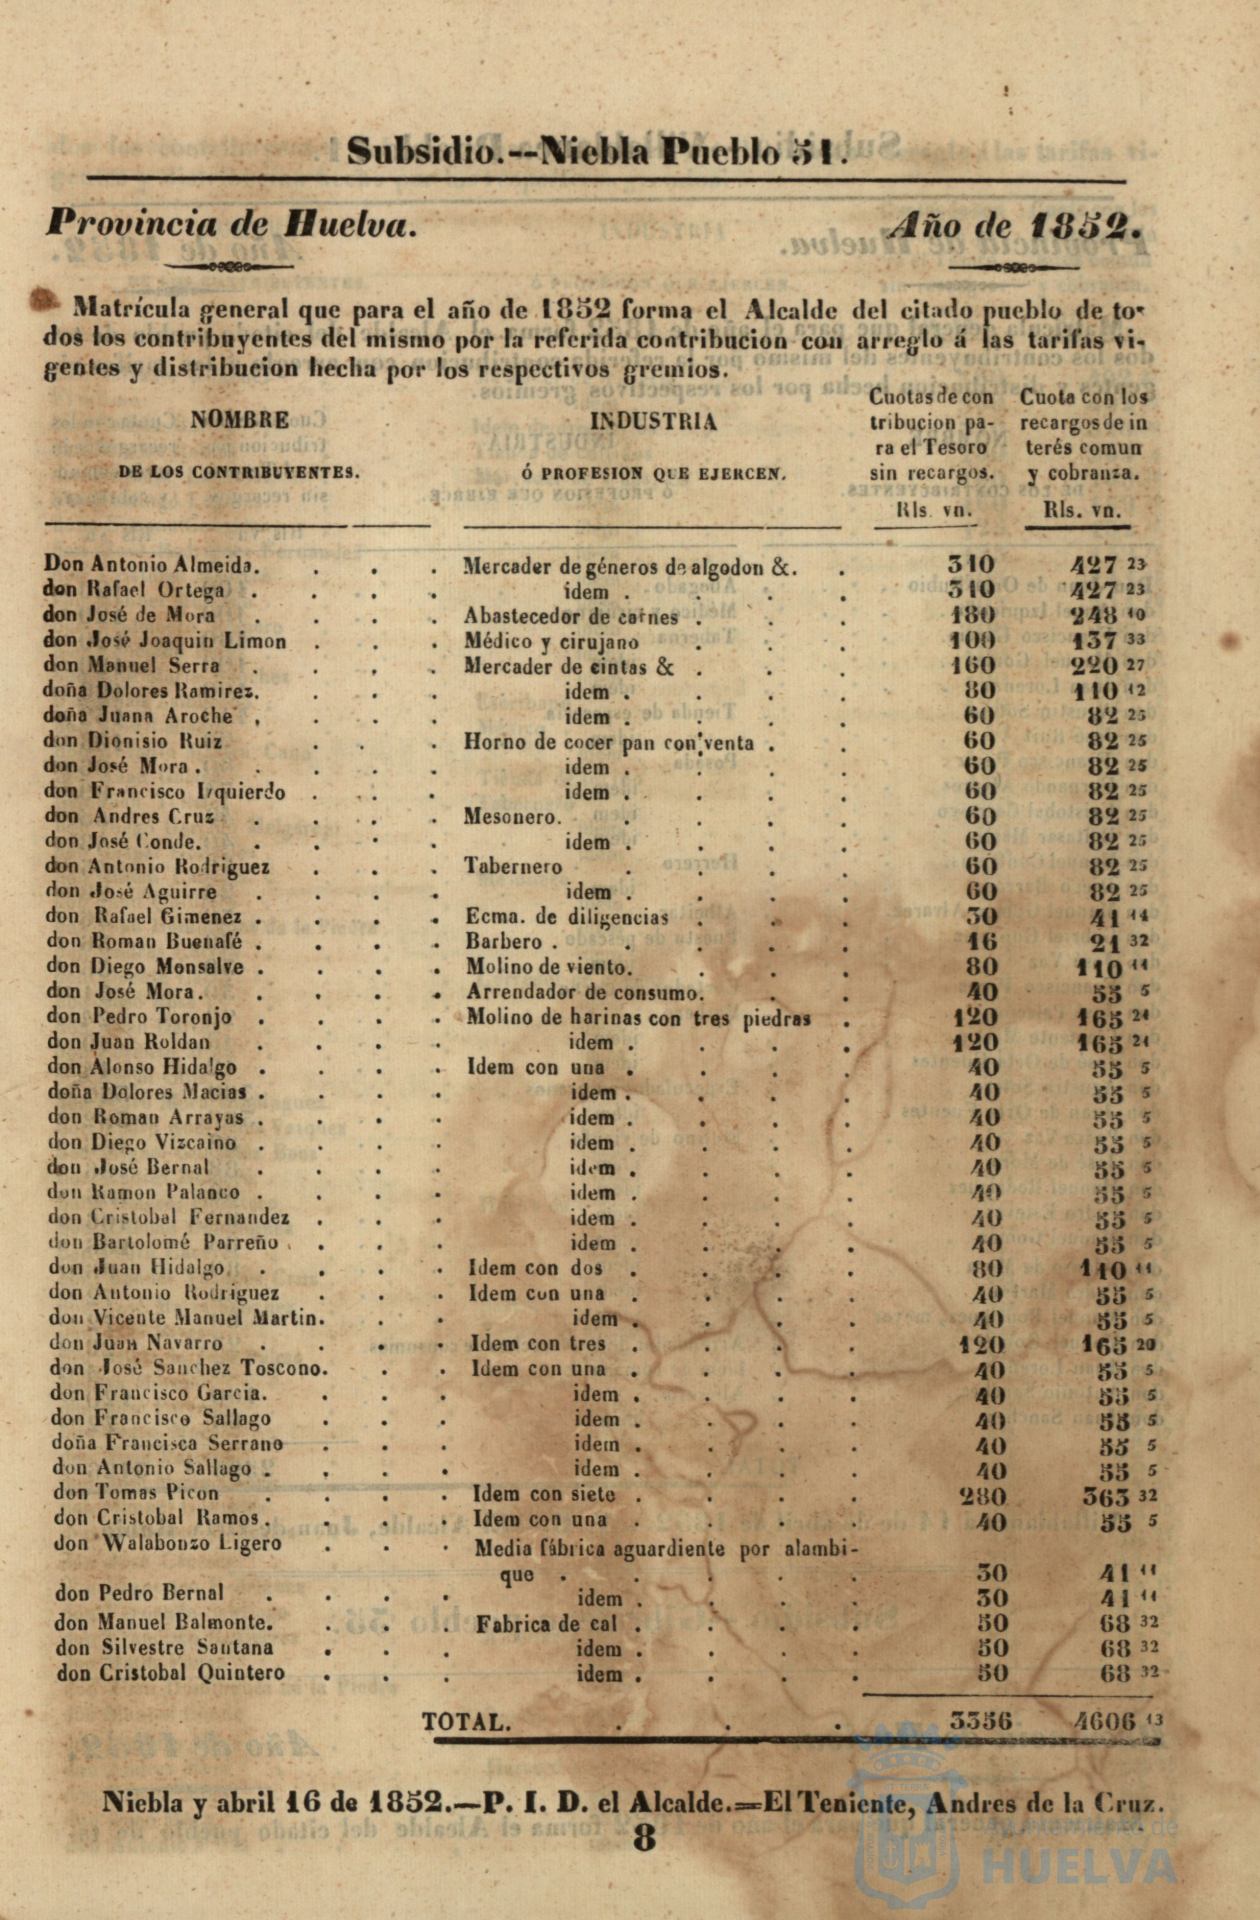 Subsidio.--Niebla Pueblo 51.
Provincia de Huelva. Año de 1852.
Matrícula general que para el año de 1852 forma el Alcalde del citado pueblo de to-
dos los contribuyentes del mismo por la referida contribucion con arreglo á las tarifas vi-
gentes y distribucion hecha por los respectivos gremios.
NOMBRE DE LOS CONTRIBUYENTES.
INDUSTRIA Ó PROFESION QUE EJERCEN.
Cuotas de con
tribucion pa-
ra el Tesoro
sin recargos.
Rls. vn.
Cuota con los
recargos de in
terés comun
y cobranza.
Rls. vn.
Don Antonio Almeida. . . . Mercader de géneros de algodon &. . 310 427 23
don Rafael Ortega . . . . idem . . . . 310 427 23
don José de Mora . . . . Abastecedor de carnes . . . 180 248 10
don José Joaquin Limon . . . Médico y cirujano . . . 100 137 33
don Manuel Serra . . . . Mercader de cintas & . . . 160 220 27
doña Dolores Ramirez. . . . idem . . . . 80 110 12
doña Juana Aroche , . . . idem . . . . 60 82 25
don Dionisio Ruiz . . . Horno de cocer pan con venta . . 60 82 25
don José Mora . . . . . idem . . . . 60 82 25
don Francisco Izquierdo . . . . idem . . . . 60 82 25
don Andres Cruz . . . . Mesonero. . . . . 60 82 25
don José Conde. . . . . idem . . . . 60 82 25
don Antonio Rodriguez . . . Tabernero . . . . 60 82 25
don José Aguirre . . . . idem . . . . 60 82 25
don Rafael Gimenez . . . . Ecma. de diligencias . . . 30 41 14
don Roman Buenafé . . . . Barbero . . . . . 16 21 32
don Diego Monsalve . . . . Molino de viento. . . . 80 110 11
don José Mora. . . . . Arrendador de consumo. . . 40 55 5
don Pedro Toronjo . . . . Molino de harinas con tres piedras . 120 165 21
don Juan Roldan . . . . idem . . . . 120 165 21
don Alonso Hidalgo . . . . Idem con una . . . . 40 55 5
doña Dolores Macias . . . . idem . . . . 40 55 5
don Roman Arrayas . . . . idem . . . . 40 55 5
don Diego Vizcaino . . . . idem . . . . 40 55 5
don José Bernal . . . . idem . . . . 40 55 5
don Ramon Palanco . . . . idem . . . . 40 55 5
don Cristobal Fernandez . . . idem . . . . 40 55 5
don Bartolomé Parreño . . . . idem . . . . 40 55 5
don Juan Hidalgo . . . . Idem con dos . . . . 80 110 11
don Antonio Rodriguez . . . Idem con una . . . . 40 55 5
don Vicente Manuel Martin. . . idem . . . . 40 55 5
don Juan Navarro . . . . Idem con tres . . . . 120 165 20
don José Sanchez Toscono. . . Idem con una . . . . 40 55 5
don Francisco Garcia. . . . idem . . . . 40 55 5
don Francisco Sallago . . . idem . . . . 40 55 5
doña Francisca Serrano . . . idem . . . . 40 55 5
don Antonio Sallago . . . . idem . . . . 40 55 5
don Tomas Picon . . . . Idem con siete . . . . 280 363 32
don Cristobal Ramos . . . . Idem con una . . . . 40 55 5
don Walabonzo Ligero . . . Media fábrica aguardiente por alambi-
que . . . . . 30 41 11
don Pedro Bernal . . . . idem . . . . 30 41 11
don Manuel Balmonte. . . . Fabrica de cal . . . . 50 68 32
don Silvestre Santana . . . idem . . . . 50 68 32
don Cristobal Quintero . . . idem . . . . 50 68 32
TOTAL. . . . 3356 4606 13
Niebla y abril 16 de 1852.—P. I. D. el Alcalde.=El Teniente, Andres de la Cruz.
8
HUELVA